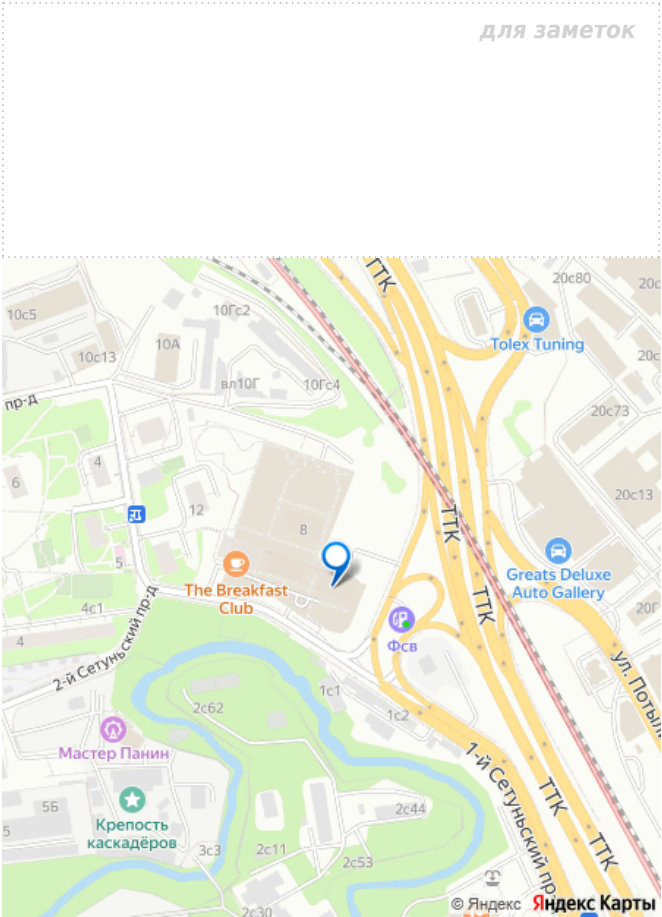 для заметок
ТТК
20с80
20с
10с5
10Гс2
Tolex Tuning
10А
10с13
20с
вл10Г
10Гс4
пр-д
20с73
4
6
20с13
12
8
ТТК
5
The Breakfast
Club
Greats Deluxe
Auto Gallery
ТТК
4с1
20Г
Фсв
4
2-й Сетуньский пр-д
1с1
ул. Потыли
2с62
1с2
Мастер Панин
1-й Сетуньский пр-
ТТК
5Б
2с44
5
Крепость
каскадёров
3с3
2с11
2с53
ТТК
2с30
© Яндекс Яндекс Карты